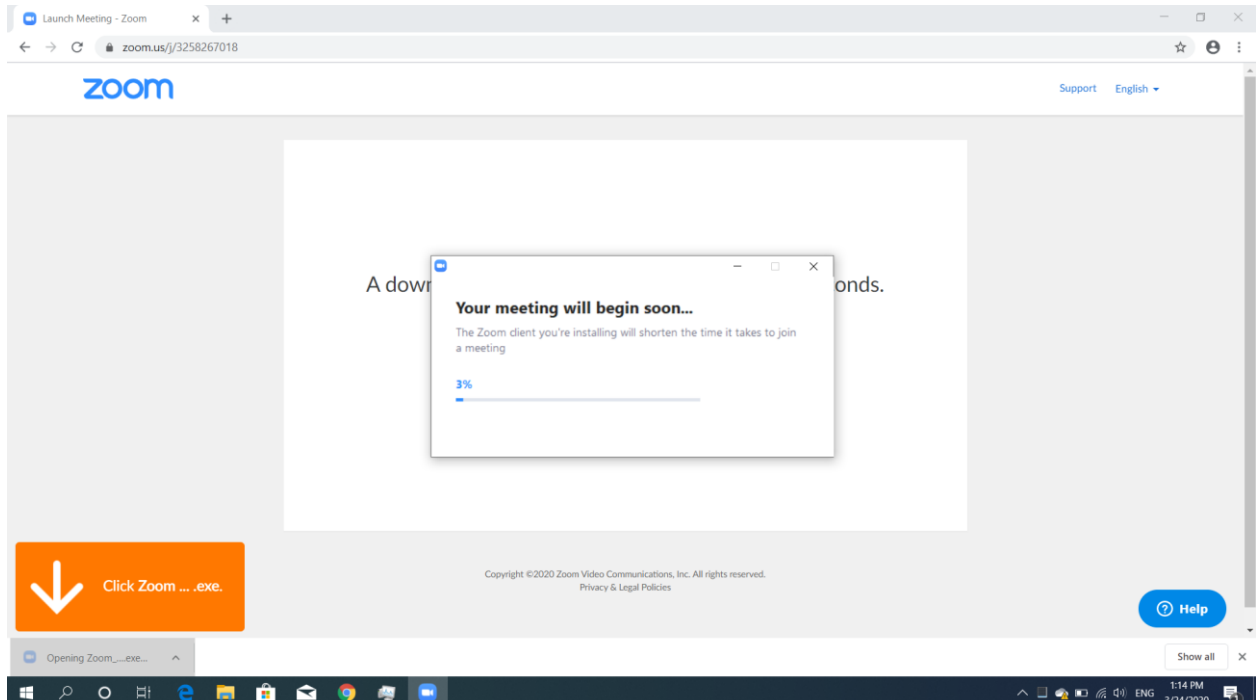 Launch Meeting - Zoom
zoom.us/j/3258267018
zoom
Support English
A down
onds.
Your meeting will begin soon...
The Zoom client you're installing will shorten the time it takes to join
a meeting
3%
Click Zoom ... .exe.
Copyright ©2020 Zoom Video Communications, Inc. All rights reserved.
Privacy & Legal Policies
Help
Opening Zoom_....exe...
Show all
ENG
1:14 PM
3/24/2020